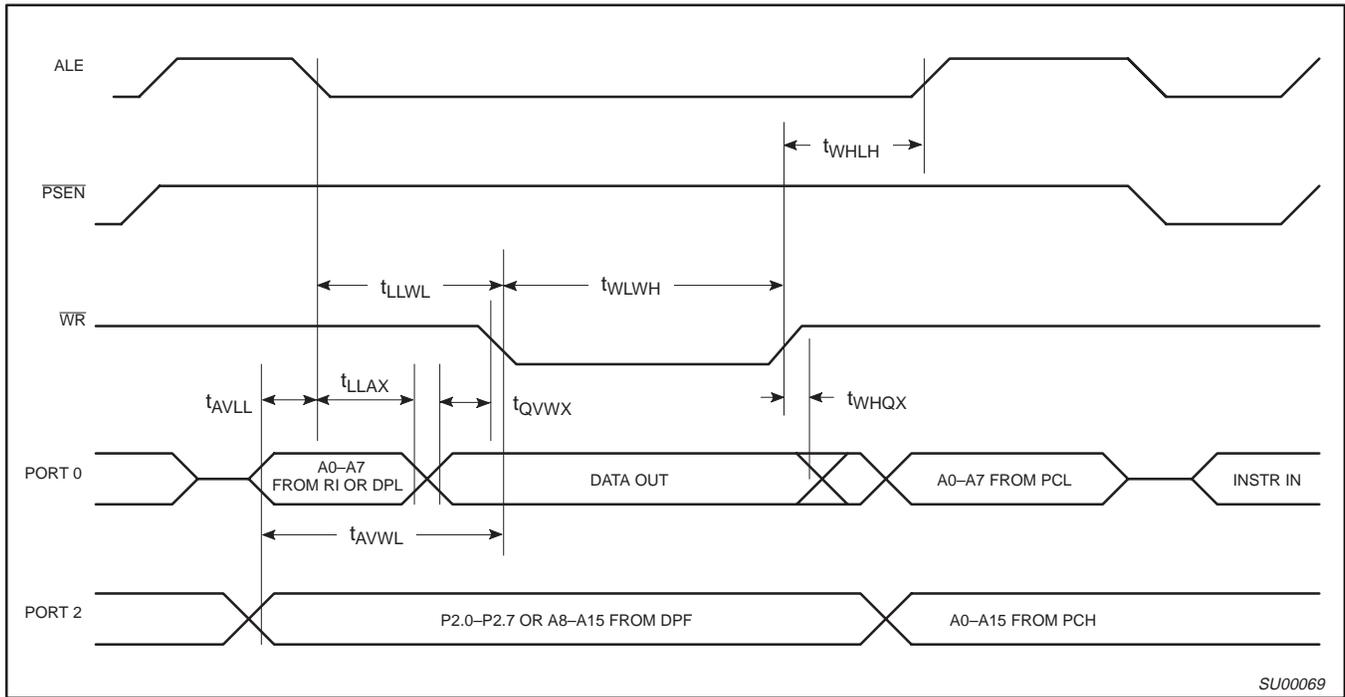 ALE
tWHLH
PSEN
tLLWL
tWLWH
WR
tLLAX
tAVLL
tQVWX
tWHQX
PORT 0
A0–A7
FROM RI OR DPL
DATA OUT
A0–A7 FROM PCL
INSTR IN
tAVWL
PORT 2
P2.0–P2.7 OR A8–A15 FROM DPF
A0–A15 FROM PCH
SU00069